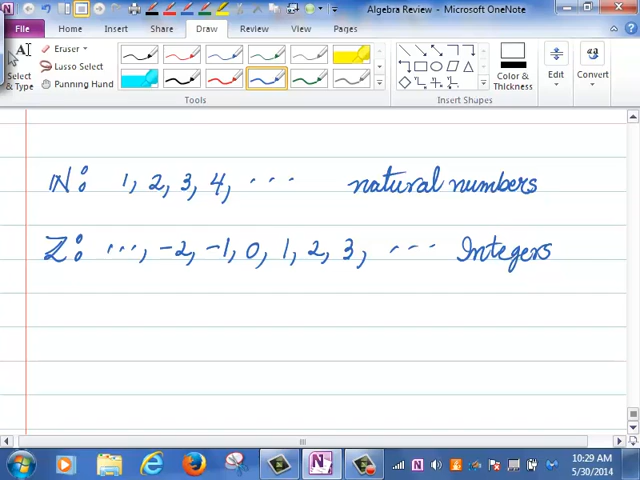 Algebra Review - Microsoft OneNote
File Home Insert Share Draw Review View Pages
Select & Type
Eraser
Lasso Select
Panning Hand
Tools
Insert Shapes
Color & Thickness
Edit
Convert
ℕ: 1, 2, 3, 4, ... natural numbers
ℤ: ..., -2, -1, 0, 1, 2, 3, ... Integers
10:29 AM
5/30/2014